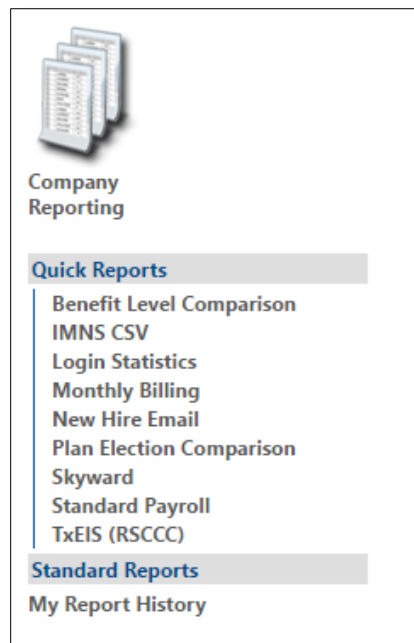 Company
Reporting
Quick Reports
Benefit Level Comparison
IMNS CSV
Login Statistics
Monthly Billing
New Hire Email
Plan Election Comparison
Skyward
Standard Payroll
TxEIS (RSCCC)
Standard Reports
My Report History